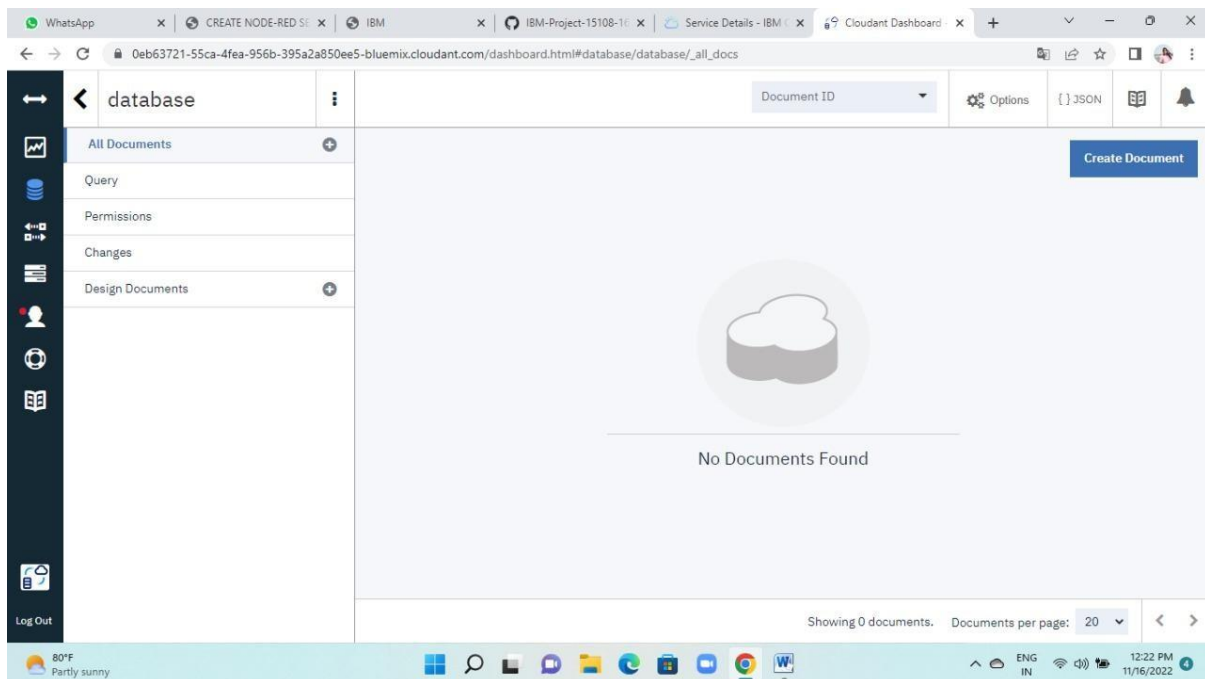 WhatsApp
CREATE NODE-RED SE
IBM
IBM-Project-15108-16
Service Details - IBM C
Cloudant Dashboard -
0eb63721-55ca-4fea-956b-395a2a850ee5-bluemix.cloudant.com/dashboard.html#database/database/_all_docs
database
Document ID
Options
{ } JSON
All Documents
Create Document
Query
Permissions
Changes
Design Documents
No Documents Found
Log Out
Showing 0 documents.
Documents per page: 20
80°F
Partly sunny
ENG
IN
12:22 PM
11/16/2022
4